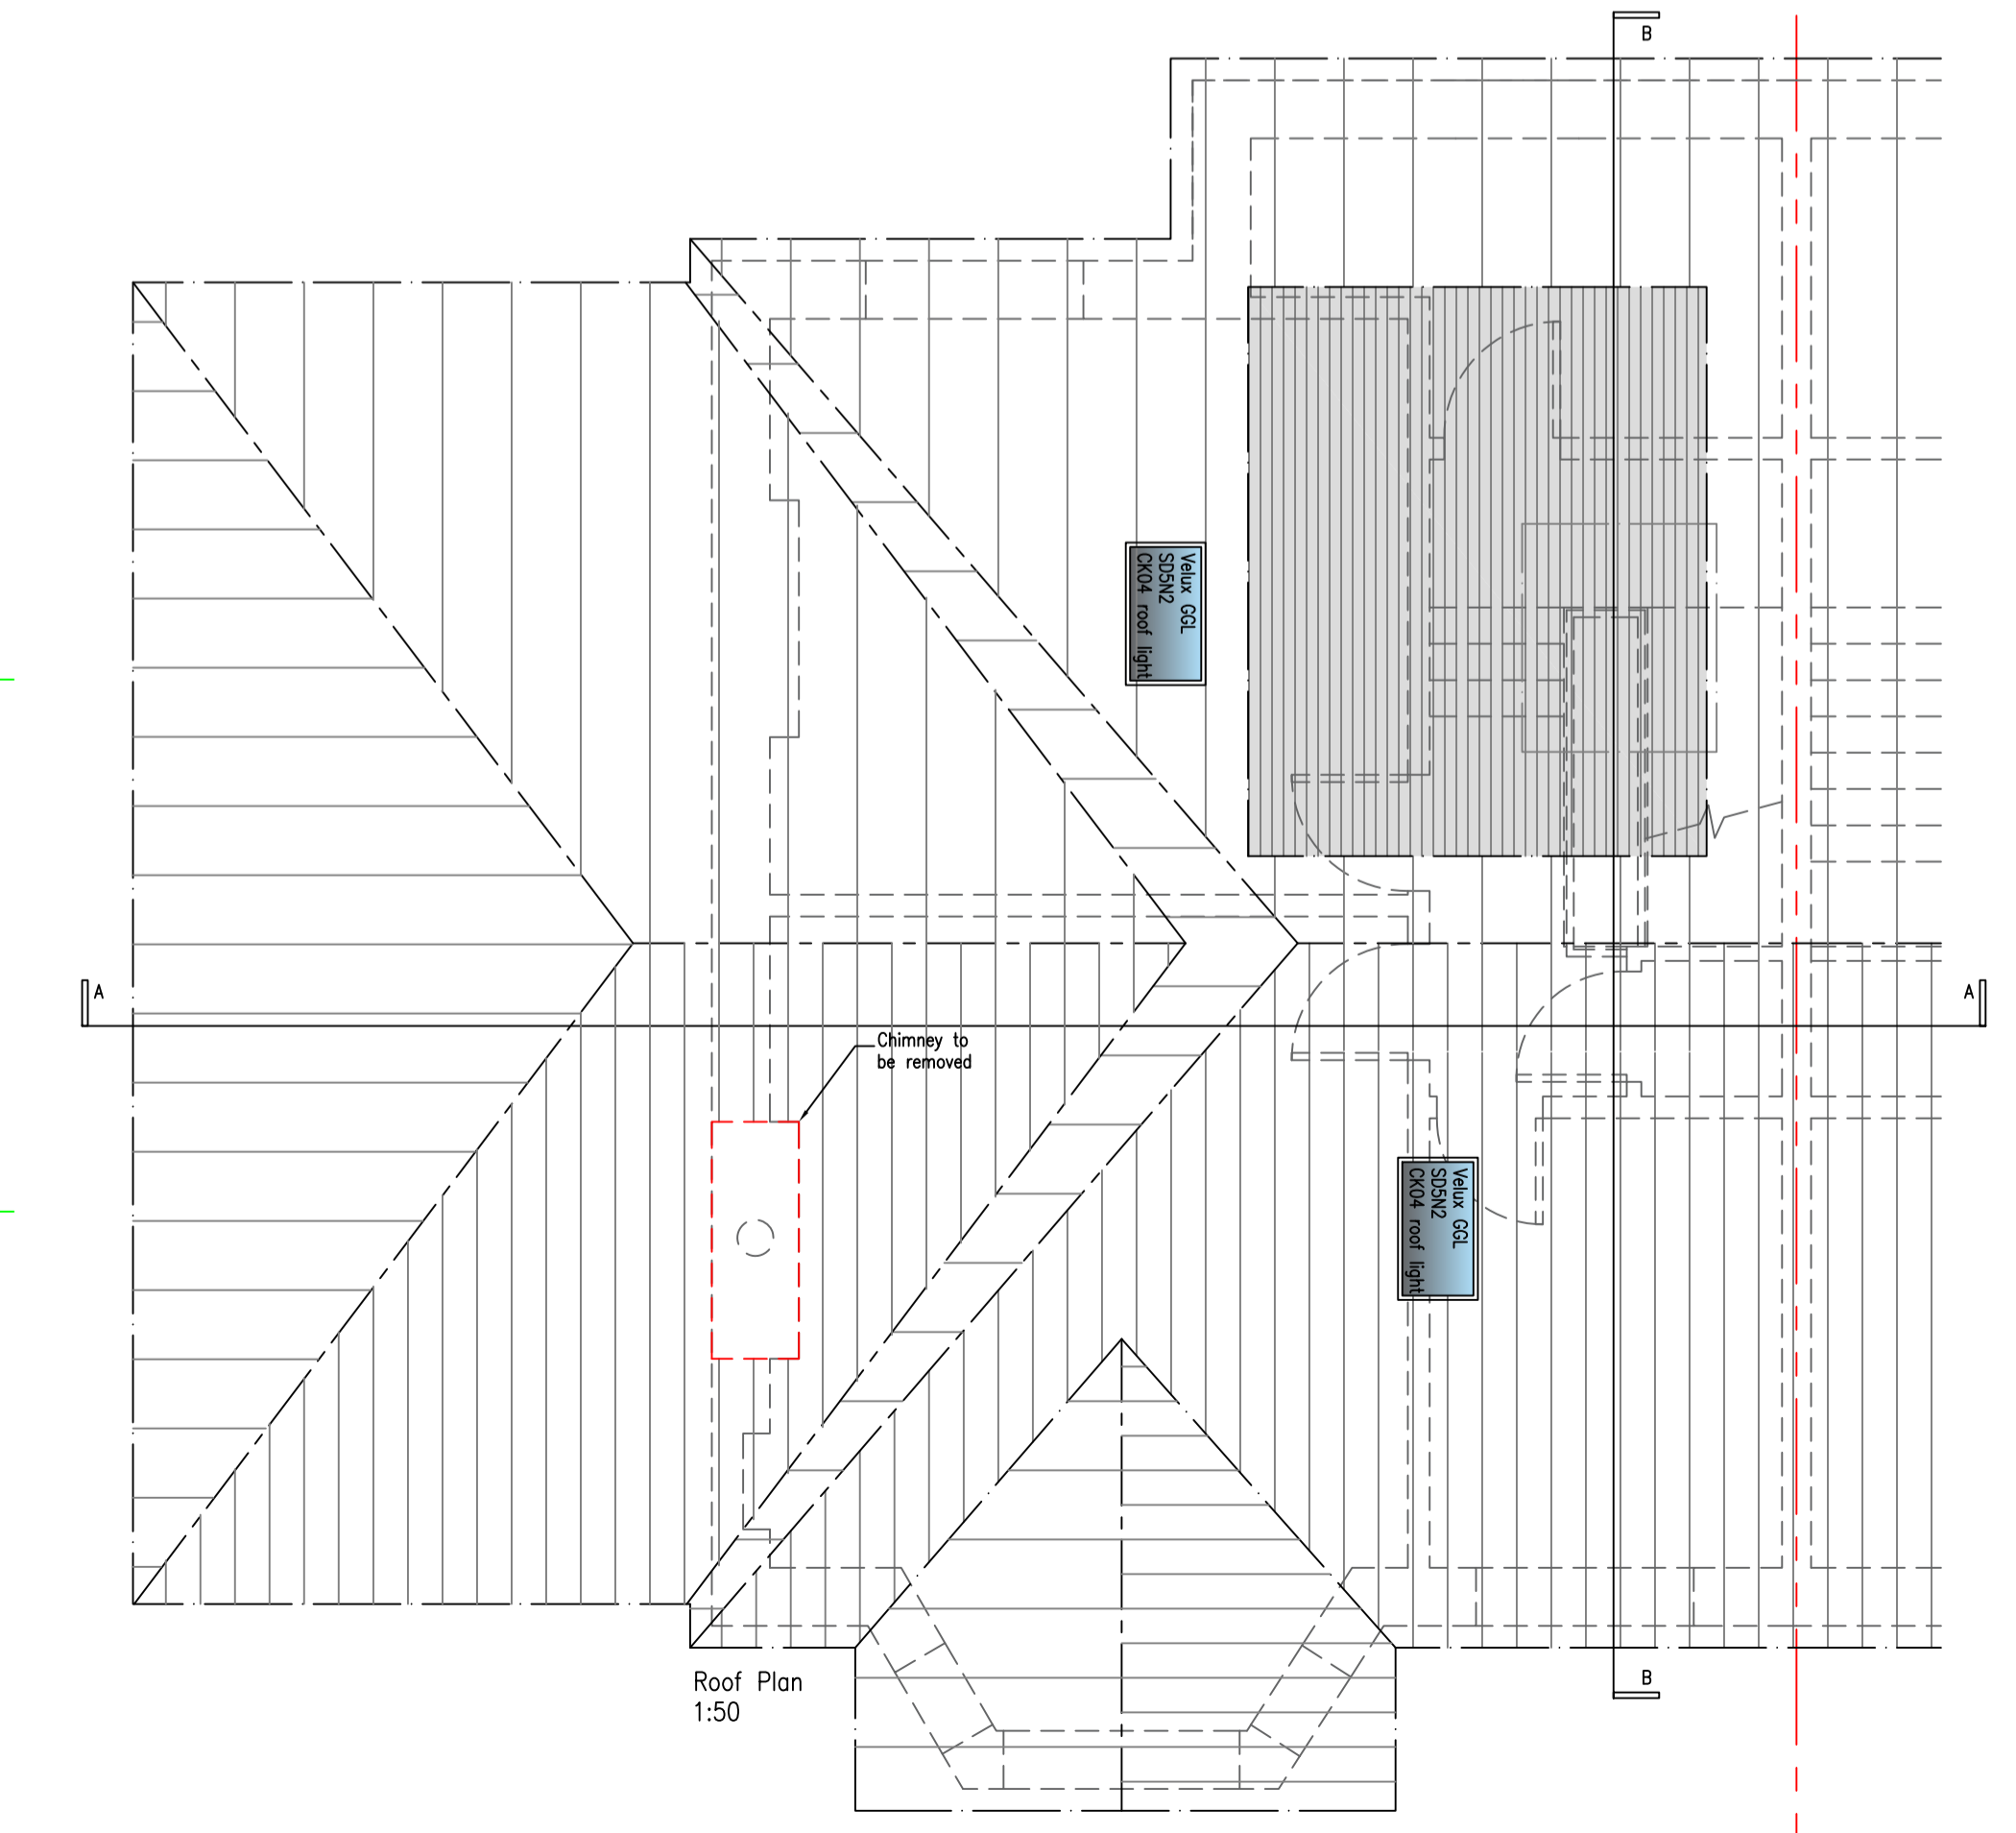 B
Velux GGL
SD5N2
CK04 roof light
A
A
Chimney to
be removed
Velux GGL
SD5N2
CK04 roof light
Roof Plan
1:50
B